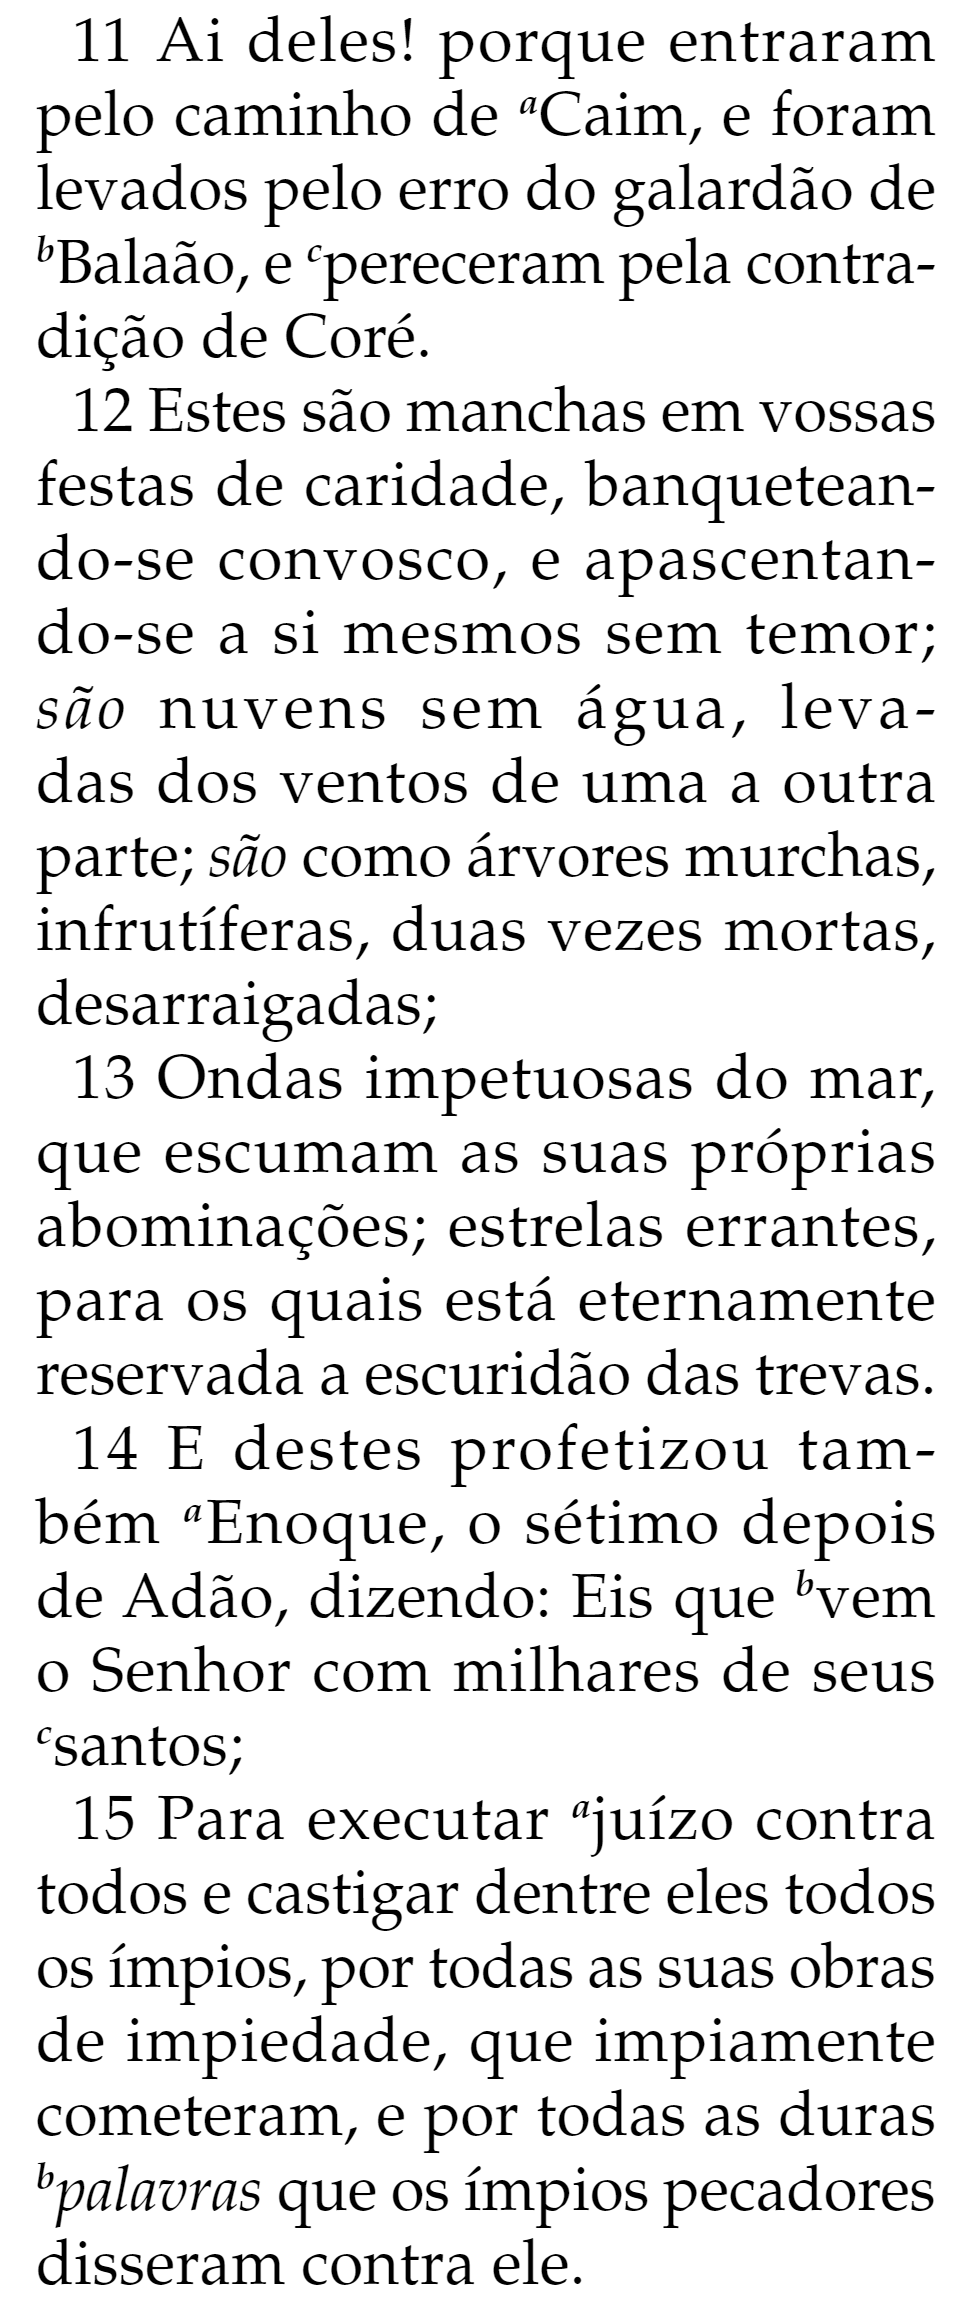 11 Ai deles! porque entraram
pelo caminho de aCaim, e foram
levados pelo erro do galardão de
bBalaão, e cpereceram pela contra-
dição de Coré.
12 Estes são manchas em vossas
festas de caridade, banquetean-
do-se convosco, e apascentan-
do-se a si mesmos sem temor;
são nuvens sem água, leva-
das dos ventos de uma a outra
parte; são como árvores murchas,
infrutíferas, duas vezes mortas,
desarraigadas;
13 Ondas impetuosas do mar,
que escumam as suas próprias
abominações; estrelas errantes,
para os quais está eternamente
reservada a escuridão das trevas.
14 E destes profetizou tam-
bém aEnoque, o sétimo depois
de Adão, dizendo: Eis que bvem
o Senhor com milhares de seus
csantos;
15 Para executar ajuízo contra
todos e castigar dentre eles todos
os ímpios, por todas as suas obras
de impiedade, que impiamente
cometeram, e por todas as duras
bpalavras que os ímpios pecadores
disseram contra ele.